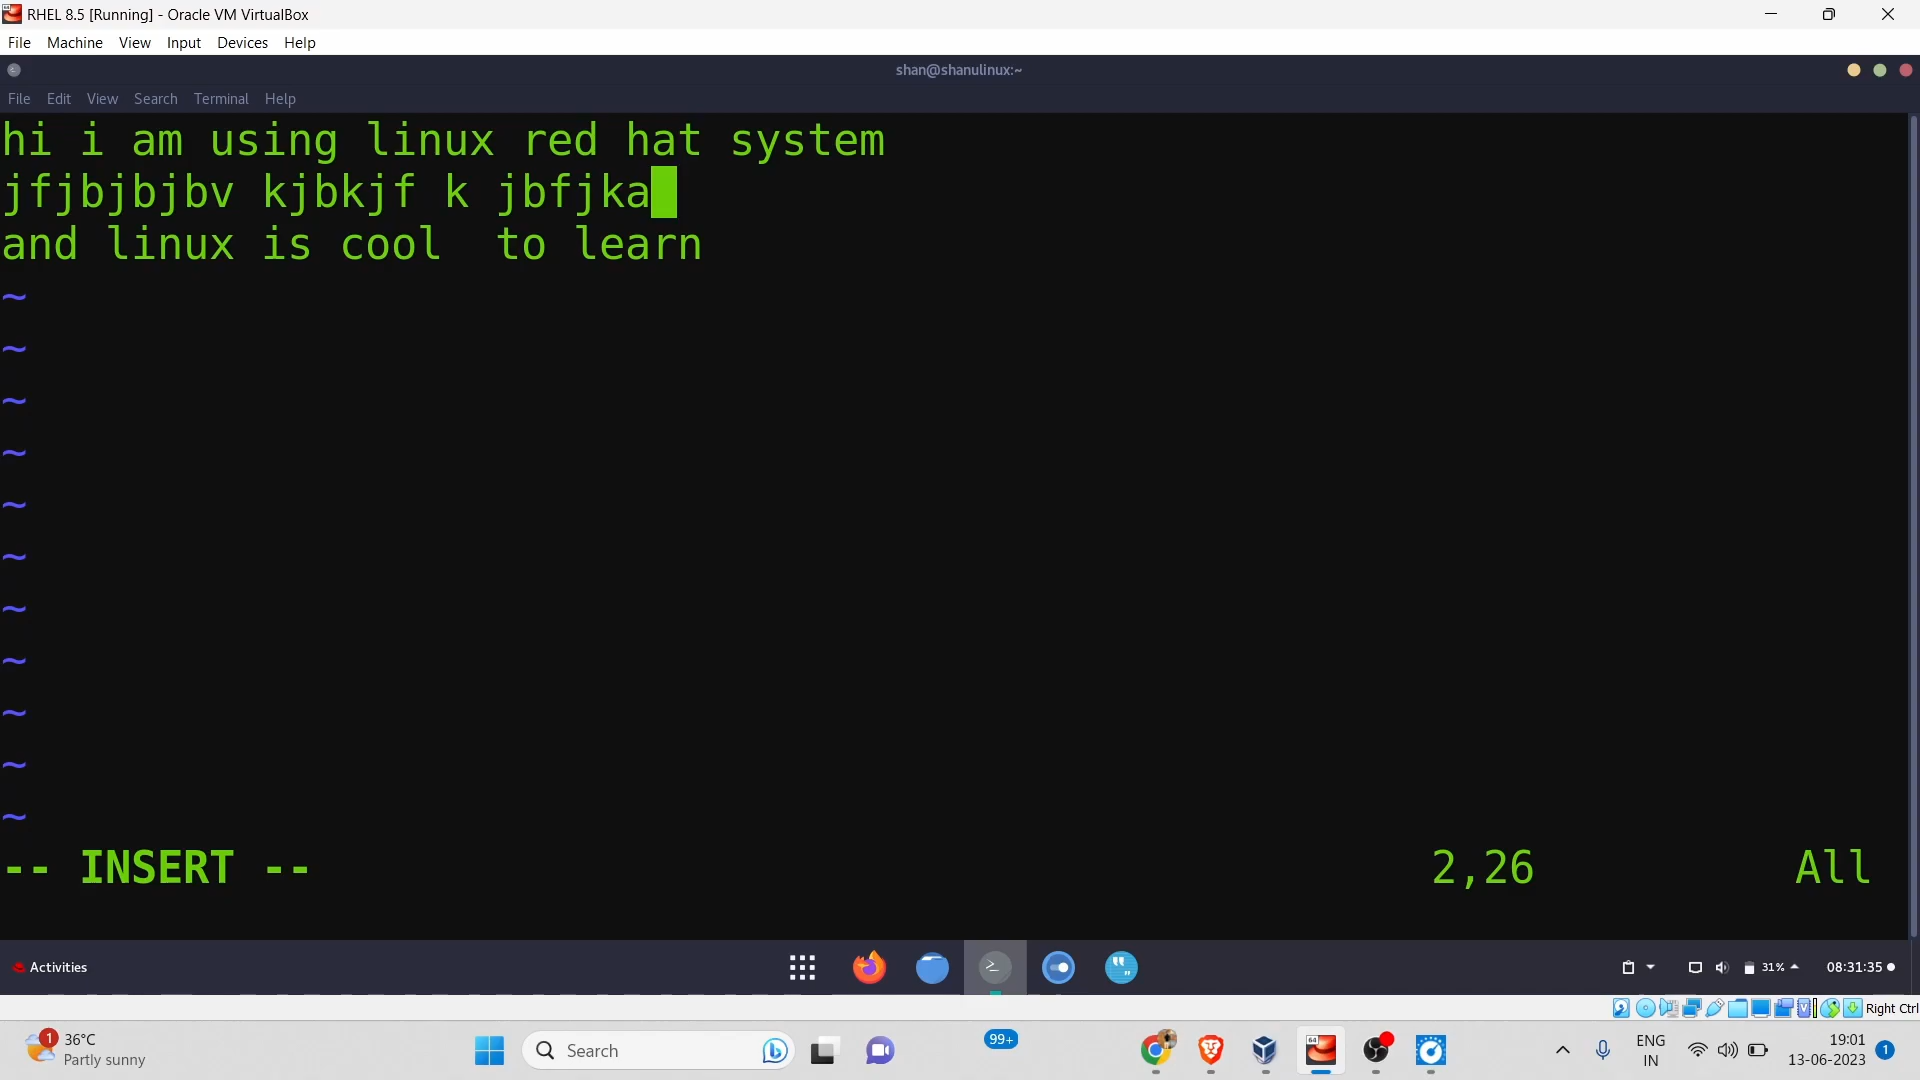 RHEL 8.5 [Running] - Oracle VM VirtualBox
File Machine View Input Devices Help
shan@shanulinux:~
File Edit View Search Terminal Help
hi i am using linux red hat system
jfjbjbjbv kjbkjf k jbfjka
and linux is cool  to learn
~
~
~
~
~
~
~
~
~
~
~
-- INSERT -- 2,26 All
Activities 31% 08:31:35
Right Ctrl
1 36°C Partly sunny
Search 99+
ENG IN
19:01
13-06-2023 1